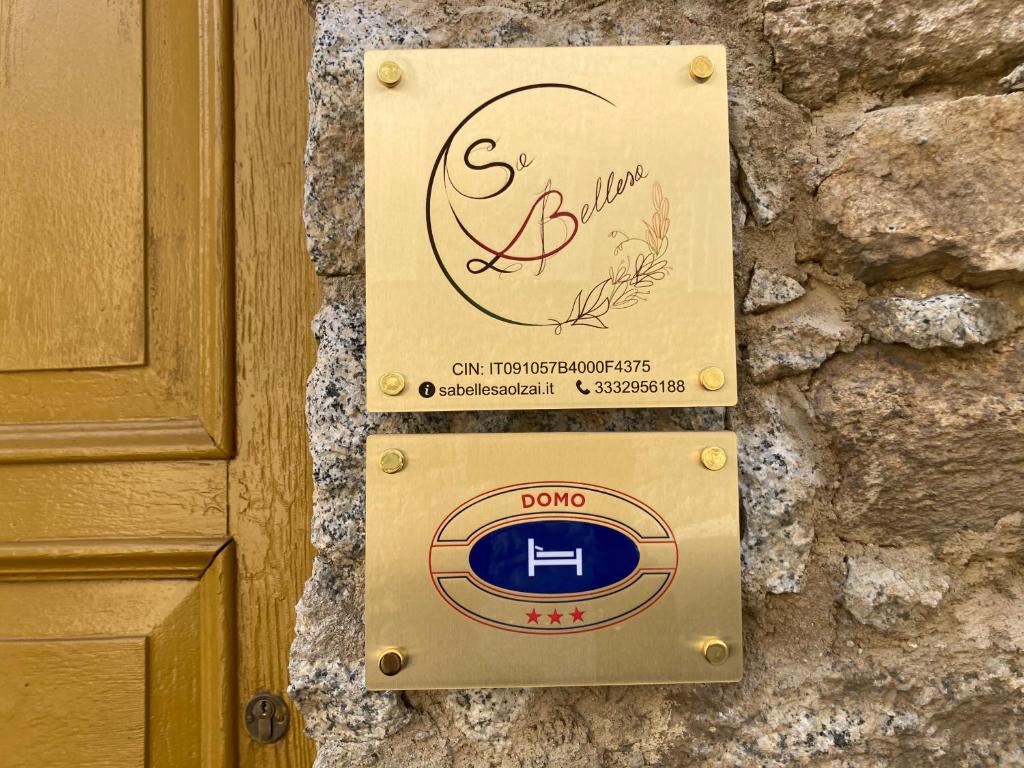 Sa
Bellesa
CIN: IT091057B4000F4375
sabellesaolzai.it 3332956188
DOMO